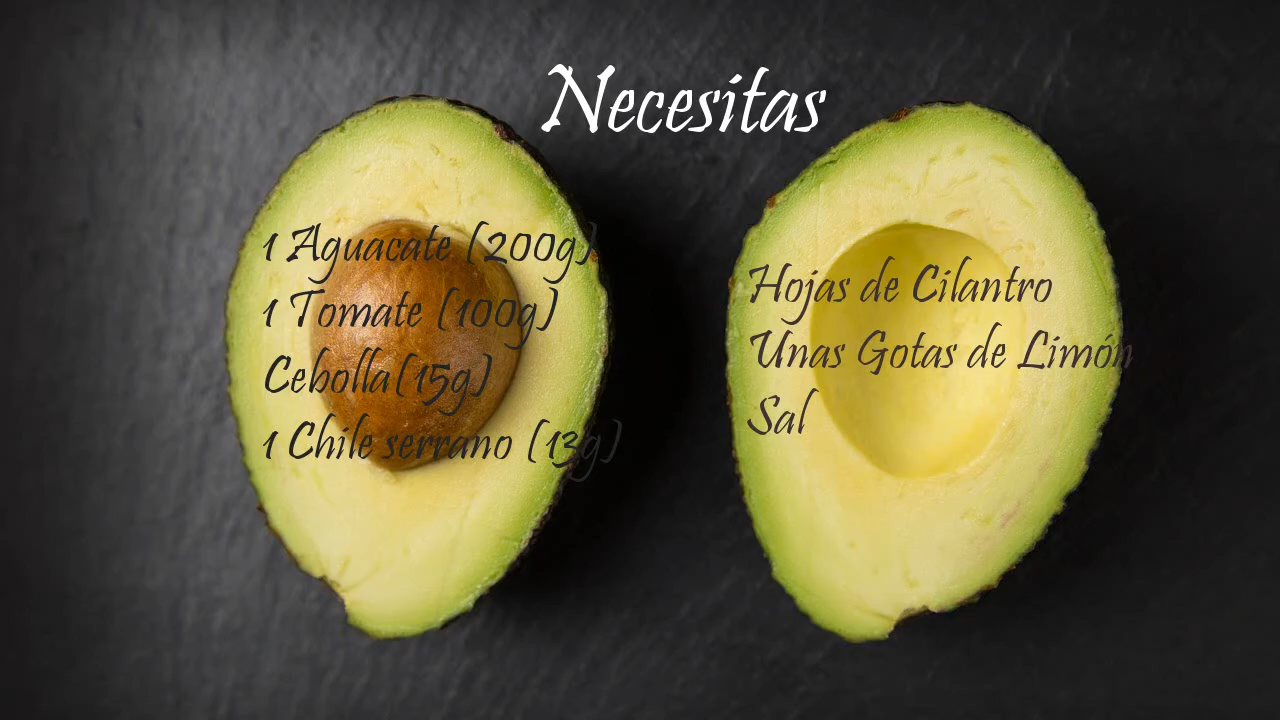 Necesitas
1 Aguacate (200g)
1 Tomate (100g)
Cebolla(15g)
1 Chile serrano (13g)
Hojas de Cilantro
Unas Gotas de Limón
Sal